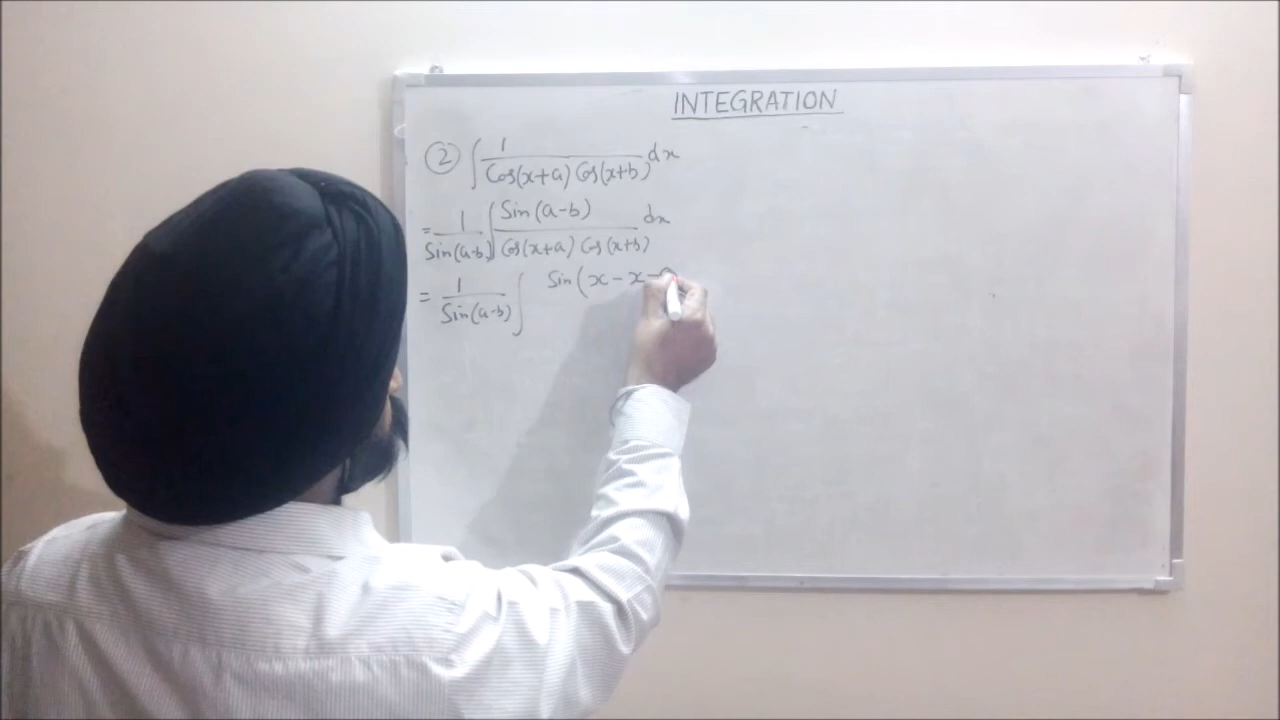 INTEGRATION
② ∫ 1/(Cos(x+a) Cos(x+b)) dx
= 1/Sin(a-b) ∫ Sin(a-b)/(Cos(x+a) Cos(x+b)) dx
= 1/Sin(a-b) ∫ Sin(x-x-